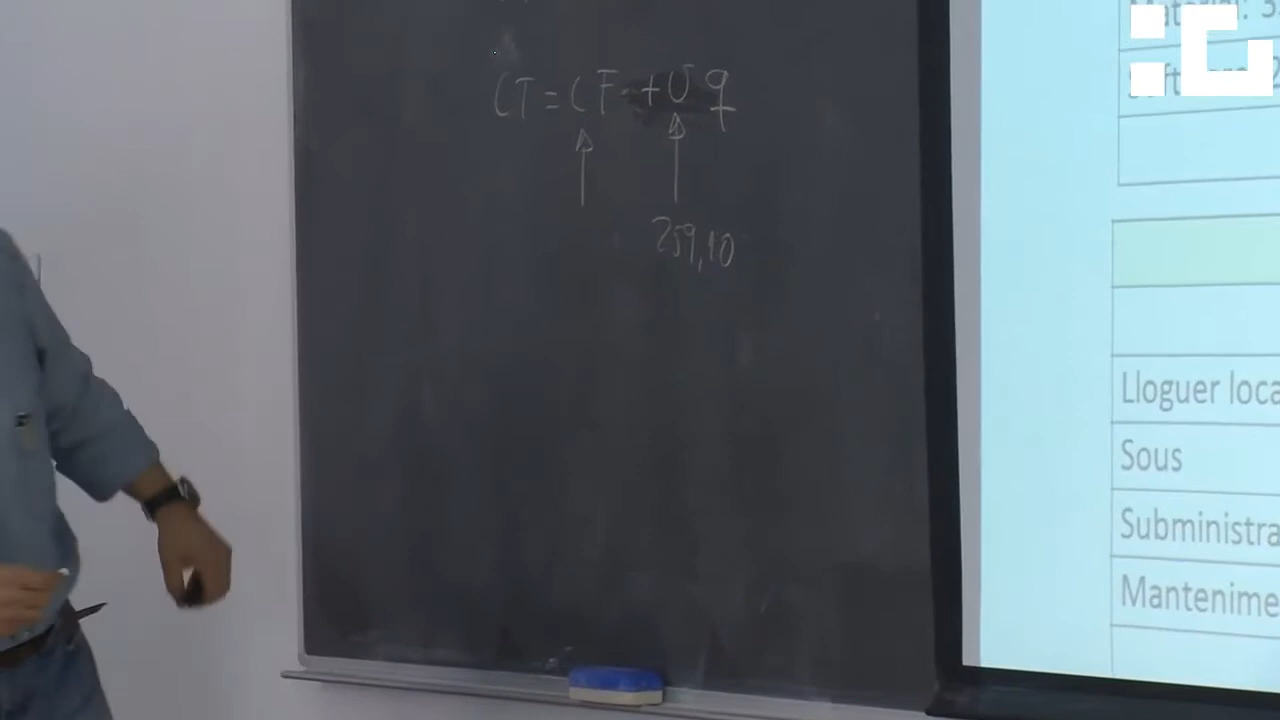 CT = CF + U q
259,10
Lloguer loca
Sous
Subministra
Mantenime